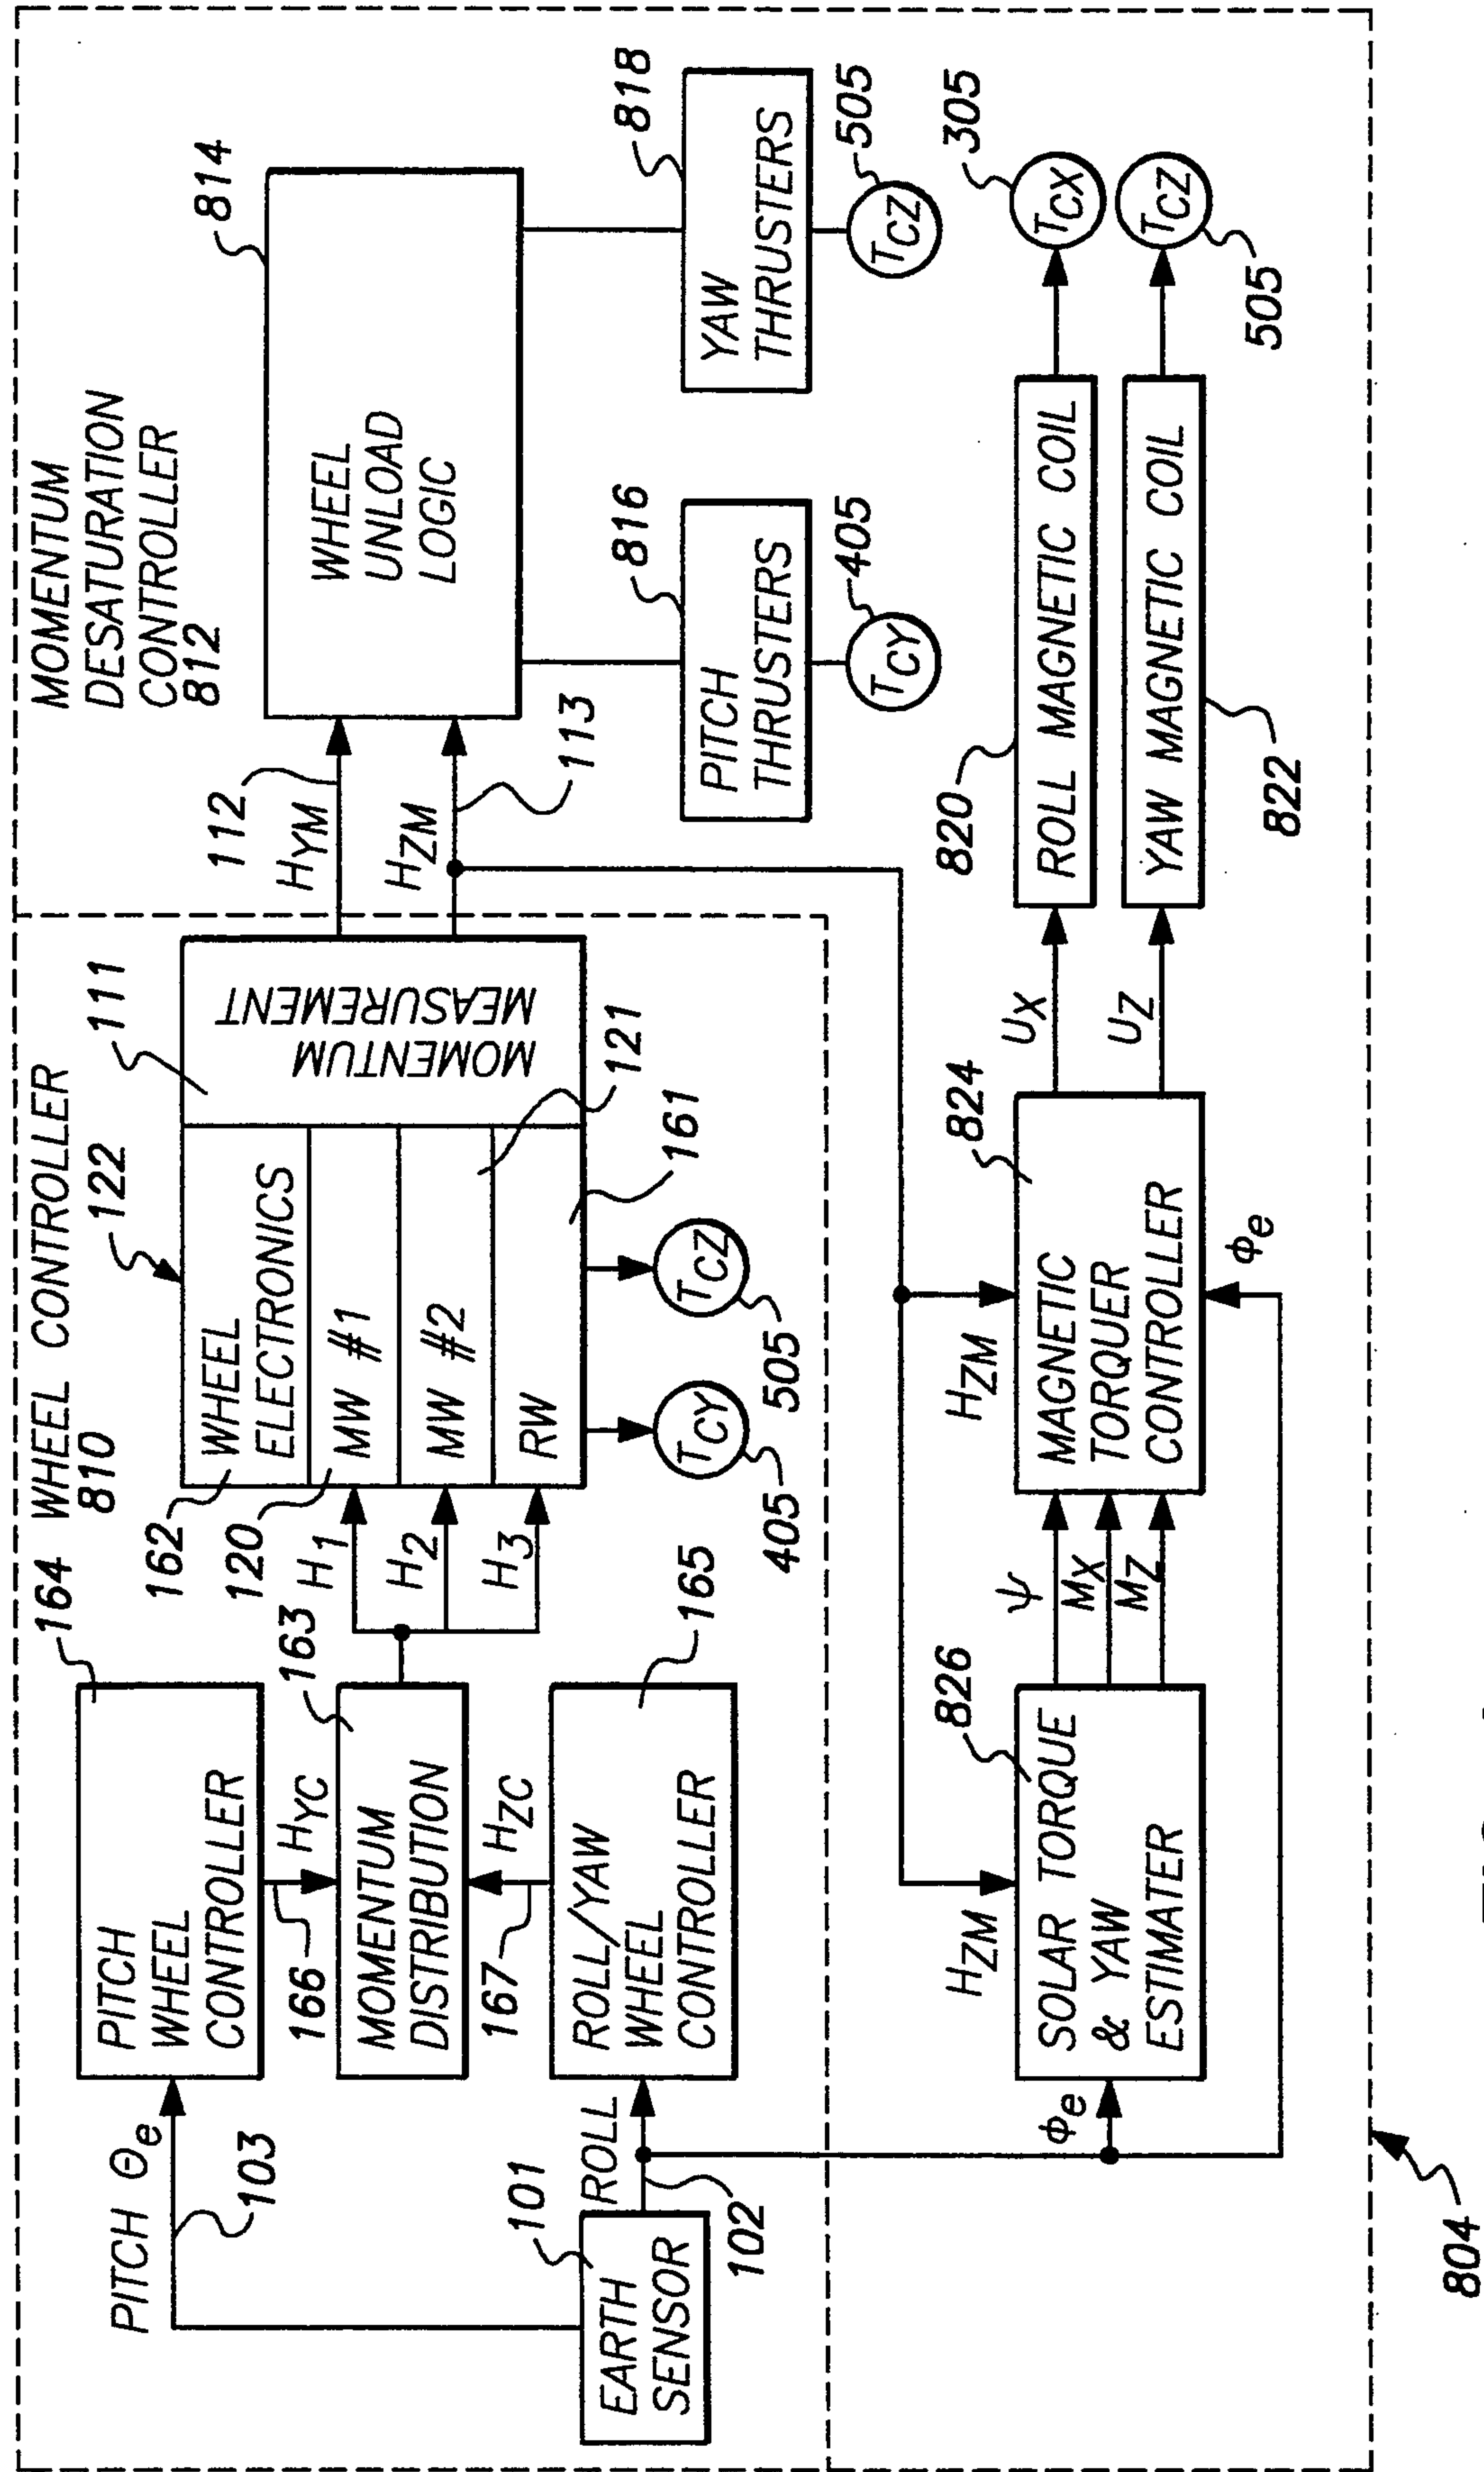 WHEEL CONTROLLER
810
PITCH Θe
103
164
PITCH
WHEEL
CONTROLLER
166
HYC
163
MOMENTUM
DISTRIBUTION
167
HZC
165
ROLL/YAW
WHEEL
CONTROLLER
101
EARTH
SENSOR
ROLL
102
H1
H2
H3
122
162
WHEEL
ELECTRONICS
120
MW #1
MW #2
RW
121
161
111
MOMENTUM
MEASUREMENT
TCY
405
TCZ
505
MOMENTUM
DESATURATION
CONTROLLER
812
112
HYM
HZM
113
814
WHEEL
UNLOAD
LOGIC
816
PITCH
THRUSTERS
405
TCY
818
YAW
THRUSTERS
505
TCZ
Φe
HZM
826
SOLAR TORQUE
& YAW
ESTIMATER
ψ
MX
MZ
HZM
824
MAGNETIC
TORQUER
CONTROLLER
Φe
UX
UZ
820
ROLL MAGNETIC COIL
YAW MAGNETIC COIL
822
305
TCX
TCZ
505
804